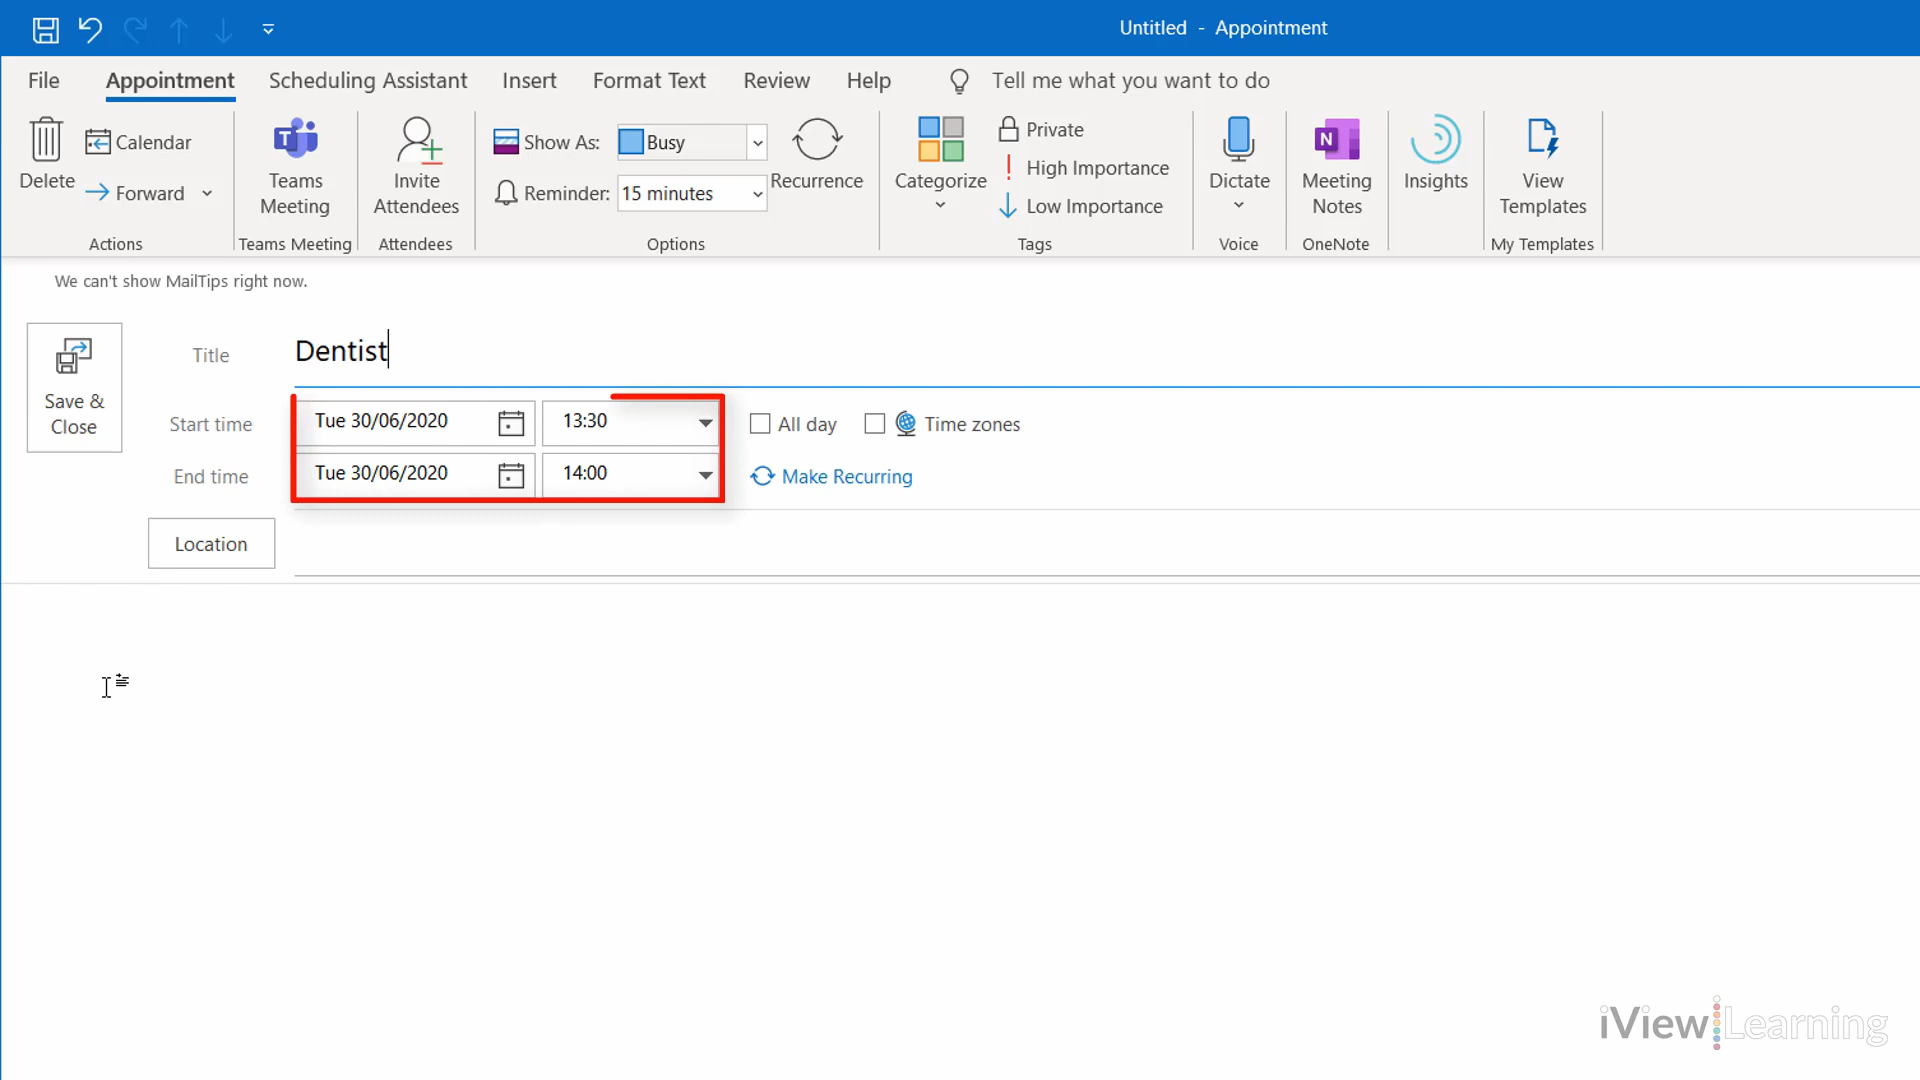 Untitled - Appointment
File Appointment Scheduling Assistant Insert Format Text Review Help Tell me what you want to do
Delete
Calendar
Forward
Actions
Teams
Meeting
Teams Meeting
Invite
Attendees
Attendees
Show As: Busy
Reminder: 15 minutes
Recurrence
Options
Categorize
Private
High Importance
Low Importance
Tags
Dictate
Voice
Meeting
Notes
OneNote
Insights
View
Templates
My Templates
We can't show MailTips right now.
Save &
Close
Title Dentist
Start time Tue 30/06/2020 13:30 All day Time zones
End time Tue 30/06/2020 14:00 Make Recurring
Location
iView Learning